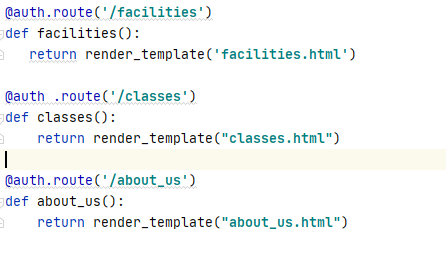 @auth.route('/facilities')
def facilities():
   return render_template('facilities.html')

@auth .route('/classes')
def classes():
    return render_template("classes.html")

@auth.route('/about_us')
def about_us():
    return render_template("about_us.html")